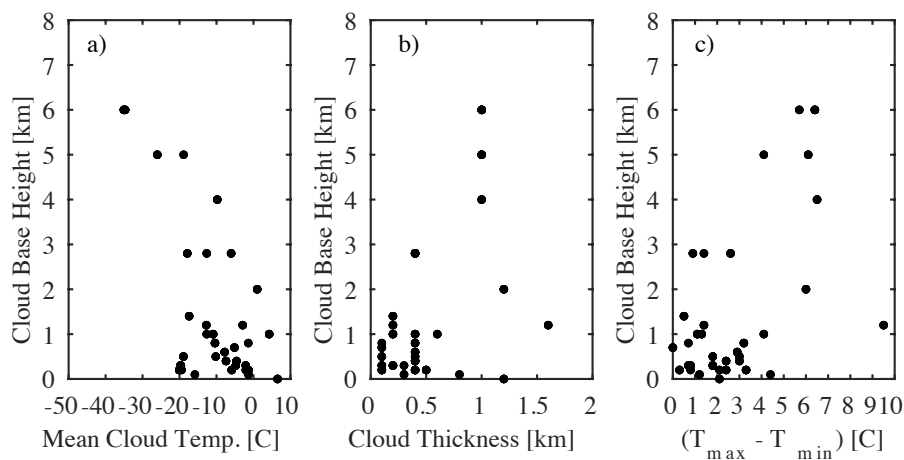 a)
Cloud Base Height [km]
8
7
6
5
4
3
2
1
0
-50 -40 -30 -20 -10 0 10
Mean Cloud Temp. [C]
b)
Cloud Base Height [km]
8
7
6
5
4
3
2
1
0
0 0.5 1 1.5 2
Cloud Thickness [km]
c)
Cloud Base Height [km]
8
7
6
5
4
3
2
1
0
0 1 2 3 4 5 6 7 8 9 10
(T max - T min) [C]